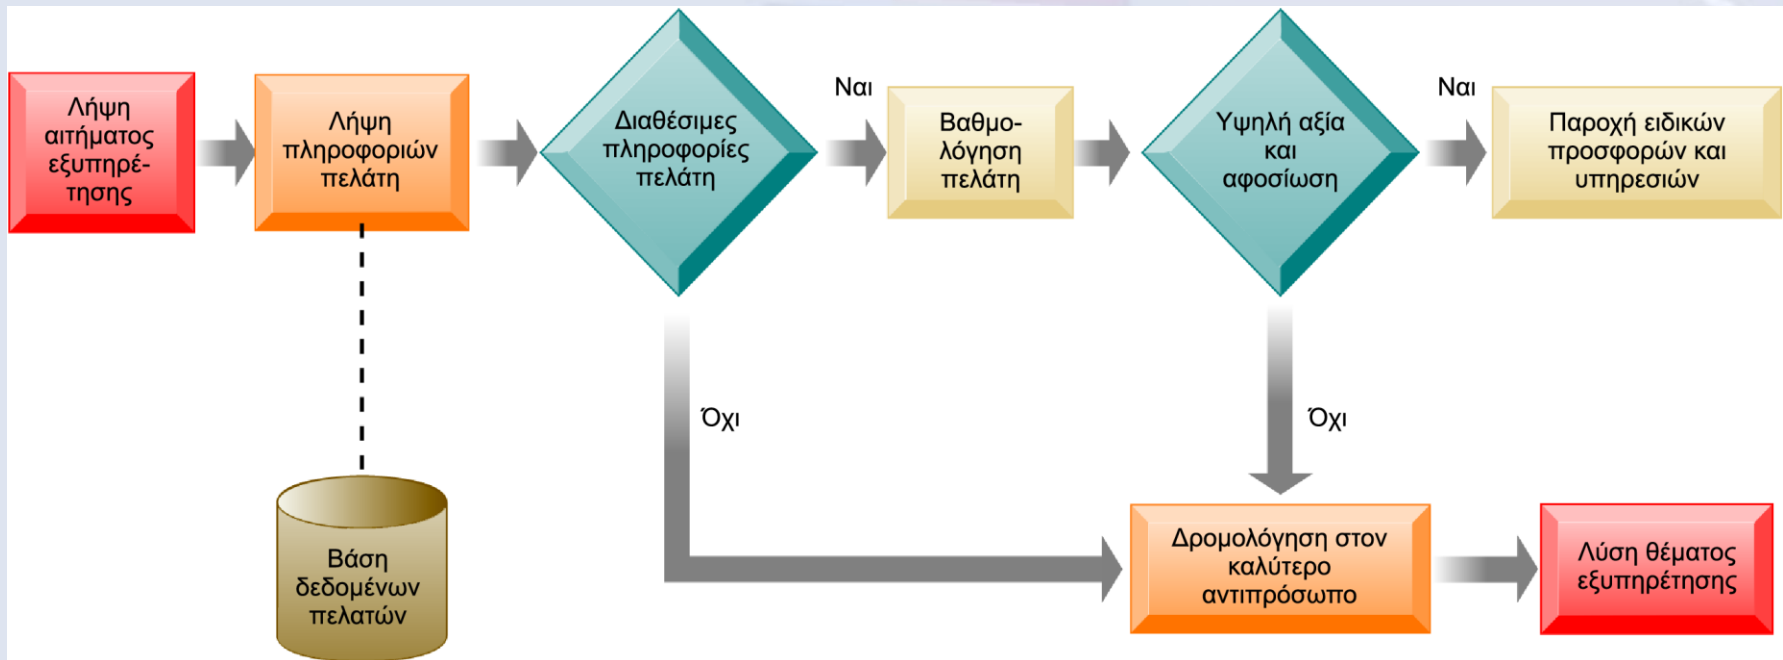 Λήψη
αιτήματος
εξυπηρέ-
τησης
Λήψη
πληροφοριών
πελάτη
Διαθέσιμες
πληροφορίες
πελάτη
Ναι
Βαθμο-
λόγηση
πελάτη
Υψηλή αξία
και
αφοσίωση
Ναι
Παροχή ειδικών
προσφορών και
υπηρεσιών
Όχι
Όχι
Βάση
δεδομένων
πελατών
Δρομολόγηση στον
καλύτερο
αντιπρόσωπο
Λύση θέματος
εξυπηρέτησης